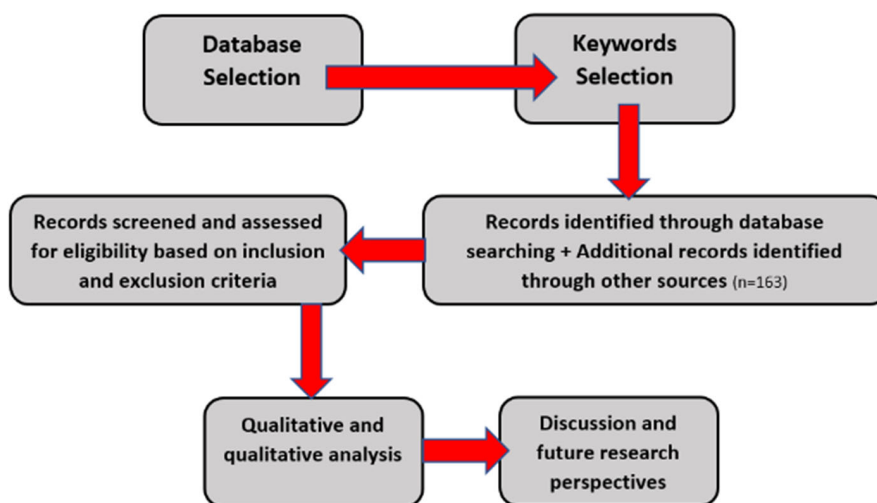 Database
Selection
Keywords
Selection
Records identified through database
searching + Additional records identified
through other sources (n=163)
Records screened and assessed
for eligibility based on inclusion
and exclusion criteria
Qualitative and
qualitative analysis
Discussion and
future research
perspectives